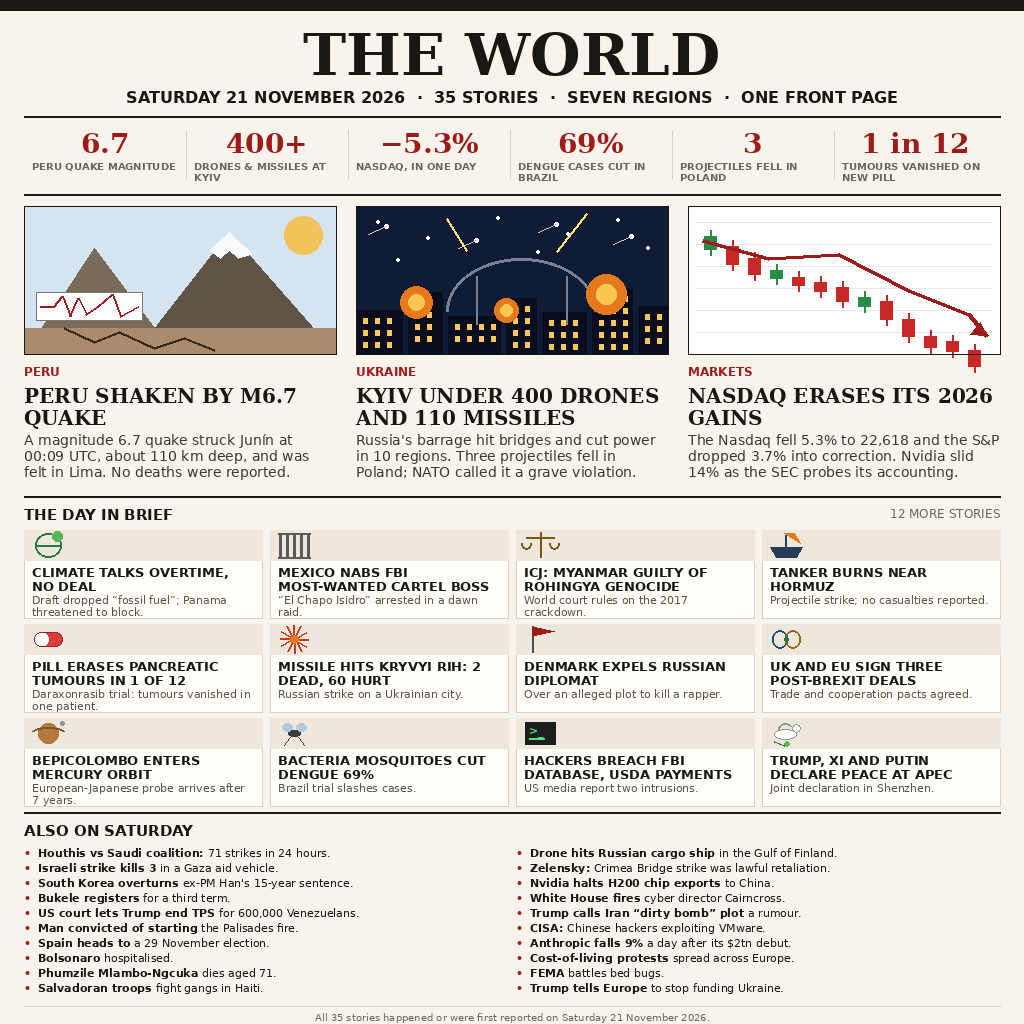 THE WORLD
SATURDAY 21 NOVEMBER 2026 · 35 STORIES · SEVEN REGIONS · ONE FRONT PAGE
6.7
PERU QUAKE MAGNITUDE
400+
DRONES & MISSILES AT
KYIV
−5.3%
NASDAQ, IN ONE DAY
69%
DENGUE CASES CUT IN
BRAZIL
3
PROJECTILES FELL IN
POLAND
1 in 12
TUMOURS VANISHED ON
NEW PILL
PERU
PERU SHAKEN BY M6.7
QUAKE
A magnitude 6.7 quake struck Junín at
00:09 UTC, about 110 km deep, and was
felt in Lima. No deaths were reported.
UKRAINE
KYIV UNDER 400 DRONES
AND 110 MISSILES
Russia's barrage hit bridges and cut power
in 10 regions. Three projectiles fell in
Poland; NATO called it a grave violation.
MARKETS
NASDAQ ERASES ITS 2026
GAINS
The Nasdaq fell 5.3% to 22,618 and the S&P
dropped 3.7% into correction. Nvidia slid
14% as the SEC probes its accounting.
THE DAY IN BRIEF
12 MORE STORIES
CLIMATE TALKS OVERTIME,
NO DEAL
Draft dropped “fossil fuel”; Panama
threatened to block.
MEXICO NABS FBI
MOST-WANTED CARTEL BOSS
“El Chapo Isidro” arrested in a dawn
raid.
ICJ: MYANMAR GUILTY OF
ROHINGYA GENOCIDE
World court rules on the 2017
crackdown.
TANKER BURNS NEAR
HORMUZ
Projectile strike; no casualties reported.
PILL ERASES PANCREATIC
TUMOURS IN 1 OF 12
Daraxonrasib trial: tumours vanished in
one patient.
MISSILE HITS KRYVYI RIH: 2
DEAD, 60 HURT
Russian strike on a Ukrainian city.
DENMARK EXPELS RUSSIAN
DIPLOMAT
Over an alleged plot to kill a rapper.
UK AND EU SIGN THREE
POST-BREXIT DEALS
Trade and cooperation pacts agreed.
BEPICOLOMBO ENTERS
MERCURY ORBIT
European-Japanese probe arrives after
7 years.
BACTERIA MOSQUITOES CUT
DENGUE 69%
Brazil trial slashes cases.
>_
HACKERS BREACH FBI
DATABASE, USDA PAYMENTS
US media report two intrusions.
TRUMP, XI AND PUTIN
DECLARE PEACE AT APEC
Joint declaration in Shenzhen.
ALSO ON SATURDAY
• Houthis vs Saudi coalition: 71 strikes in 24 hours.
• Israeli strike kills 3 in a Gaza aid vehicle.
• South Korea overturns ex-PM Han's 15-year sentence.
• Bukele registers for a third term.
• US court lets Trump end TPS for 600,000 Venezuelans.
• Man convicted of starting the Palisades fire.
• Spain heads to a 29 November election.
• Bolsonaro hospitalised.
• Phumzile Mlambo-Ngcuka dies aged 71.
• Salvadoran troops fight gangs in Haiti.
• Drone hits Russian cargo ship in the Gulf of Finland.
• Zelensky: Crimea Bridge strike was lawful retaliation.
• Nvidia halts H200 chip exports to China.
• White House fires cyber director Cairncross.
• Trump calls Iran “dirty bomb” plot a rumour.
• CISA: Chinese hackers exploiting VMware.
• Anthropic falls 9% a day after its $2tn debut.
• Cost-of-living protests spread across Europe.
• FEMA battles bed bugs.
• Trump tells Europe to stop funding Ukraine.
All 35 stories happened or were first reported on Saturday 21 November 2026.